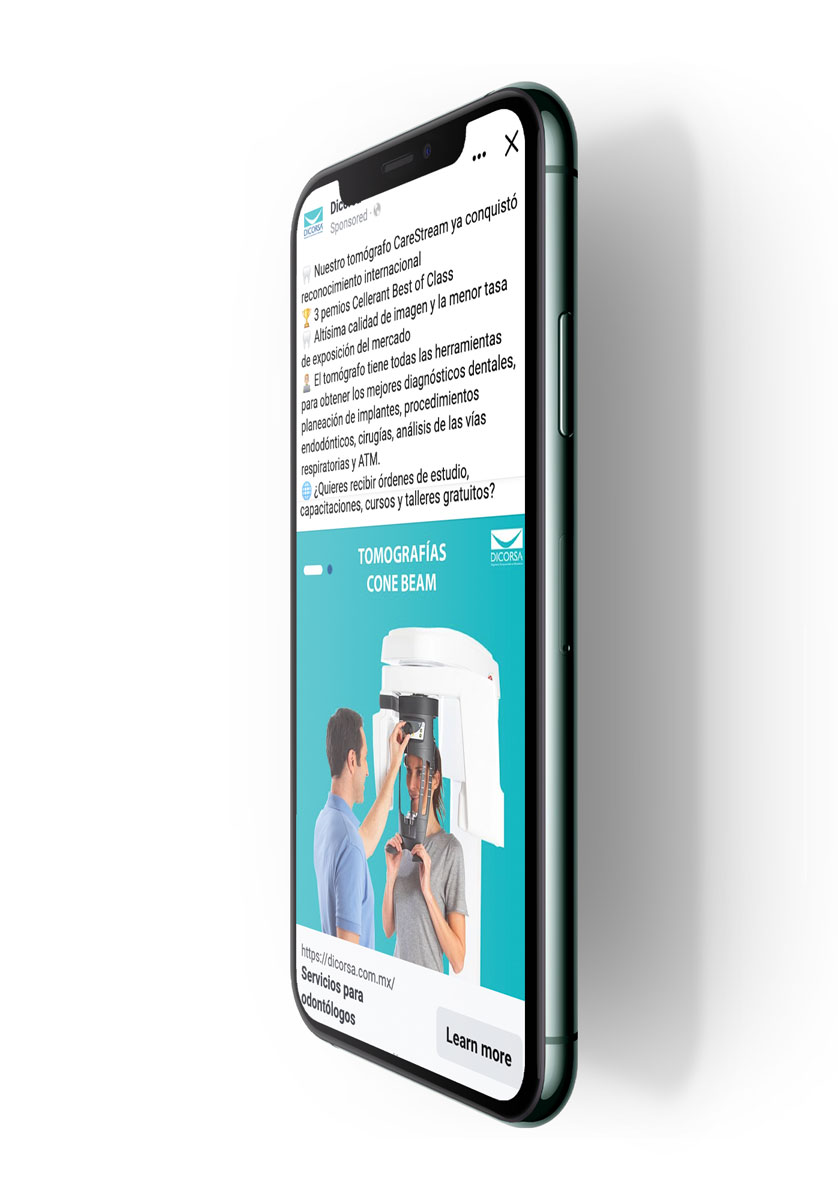 DICORSA
Sponsored ·
Nuestro tomógrafo CareStream ya conquistó
reconocimiento internacional
3 pemios Cellerant Best of Class
Altísima calidad de imagen y la menor tasa
de exposición del mercado
El tomógrafo tiene todas las herramientas
para obtener los mejores diagnósticos dentales,
planeación de implantes, procedimientos
endodónticos, cirugías, análisis de las vías
respiratorias y ATM.
¿Quieres recibir órdenes de estudio,
capacitaciones, cursos y talleres gratuitos?
TOMOGRAFÍAS
CONE BEAM
DICORSA
https://dicorsa.com.mx/
Servicios para
odontólogos
Learn more